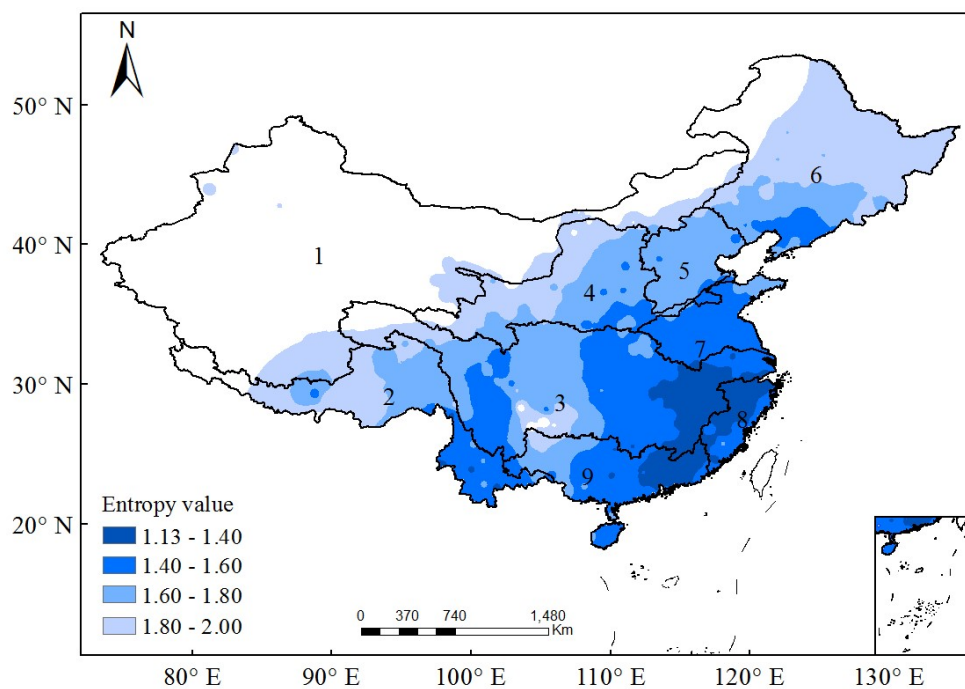 N
50° N
40° N
30° N
20° N
1
2
3
4
5
6
7
8
9
Entropy value
1.13 - 1.40
1.40 - 1.60
1.60 - 1.80
1.80 - 2.00
0 370 740 1,480
Km
80° E 90° E 100° E 110° E 120° E 130° E